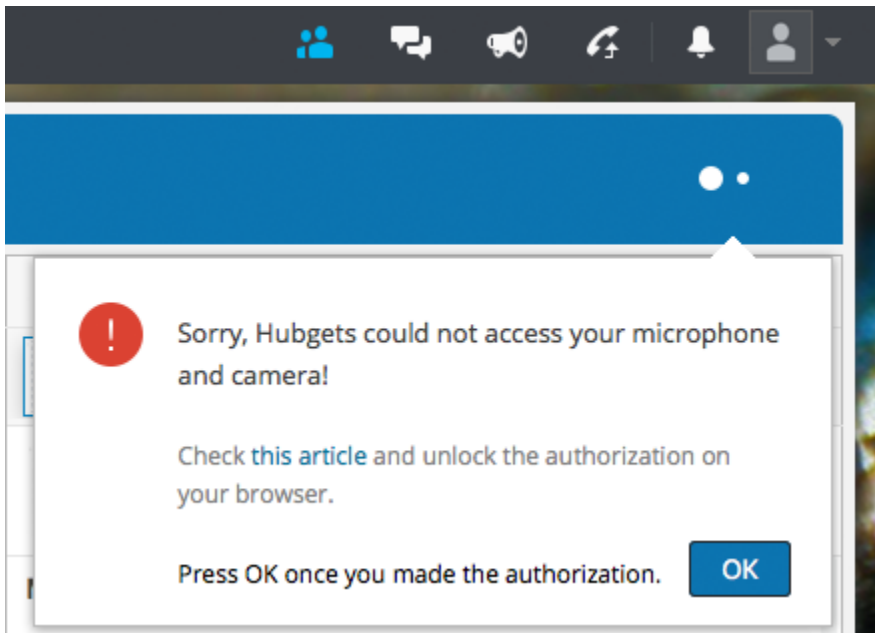 Sorry, Hubgets could not access your microphone
and camera!
Check this article and unlock the authorization on
your browser.
Press OK once you made the authorization.
OK